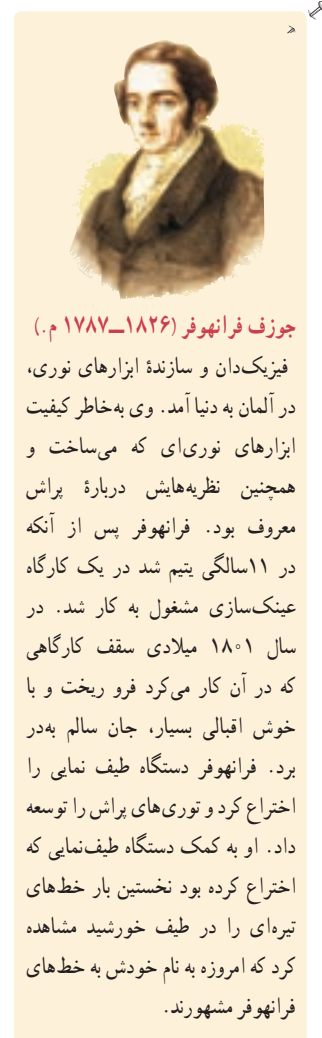 جوزف فرانهوفر (۱۸۲۶ــ۱۷۸۷ م.)
فیزیک‌دان و سازندهٔ ابزارهای نوری،
در آلمان به دنیا آمد. وی به‌خاطر کیفیت
ابزارهای نوری‌ای که می‌ساخت و
همچنین نظریه‌هایش دربارهٔ پراش
معروف بود. فرانهوفر پس از آنکه
در ۱۱سالگی یتیم شد در یک کارگاه
عینک‌سازی مشغول به کار شد. در
سال ۱۸۰۱ میلادی سقف کارگاهی
که در آن کار می‌کرد فرو ریخت و با
خوش اقبالی بسیار، جان سالم به‌در
برد. فرانهوفر دستگاه طیف نمایی را
اختراع کرد و توری‌های پراش را توسعه
داد. او به کمک دستگاه طیف‌نمایی که
اختراع کرده بود نخستین بار خط‌های
تیره‌ای را در طیف خورشید مشاهده
کرد که امروزه به نام خودش به خط‌های
فرانهوفر مشهورند.